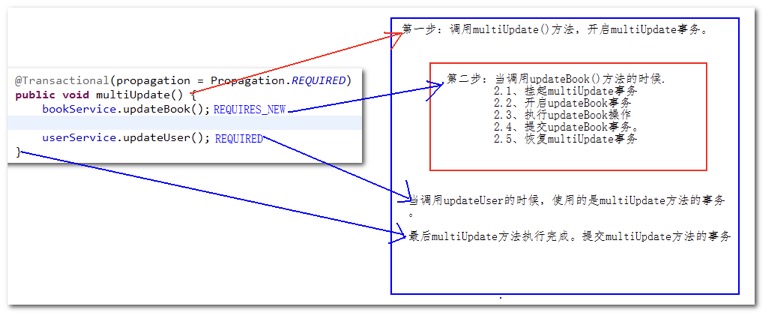 @Transactional(propagation = Propagation.REQUIRED)
public void multiUpdate() {
bookService.updateBook(); REQUIRES_NEW
userService.updateUser(); REQUIRED
}
第一步: 调用multiUpdate()方法, 开启multiUpdate事务。
第二步: 当调用updateBook()方法的时候.
2.1、挂起multiUpdate事务
2.2、开启updateBook事务
2.3、执行updateBook操作
2.4、提交updateBook事务。
2.5、恢复multiUpdate事务
当调用updateUser的时候, 使用的是multiUpdate方法的事务
。
最后multiUpdate方法执行完成。提交multiUpdate方法的事务